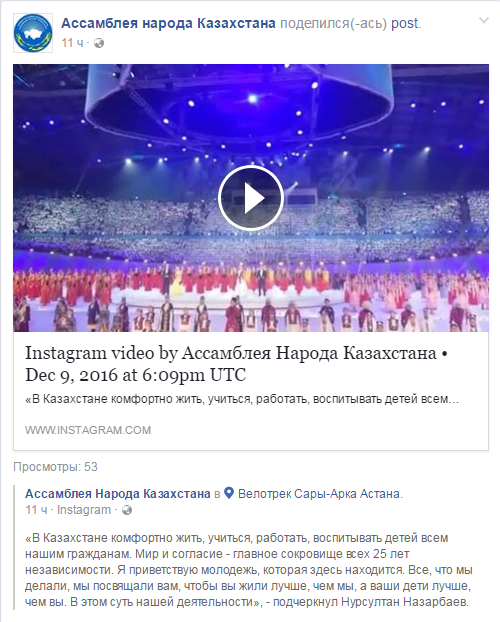 Ассамблея народа Казахстана поделился(-ась) post.
11 ч ·
Instagram video by Ассамблея Народа Казахстана •
Dec 9, 2016 at 6:09pm UTC
«В Казахстане комфортно жить, учиться, работать, воспитывать детей всем…
WWW.INSTAGRAM.COM
Просмотры: 53
Ассамблея Народа Казахстана в Велотрек Сары-Арка Астана.
11 ч · Instagram ·
«В Казахстане комфортно жить, учиться, работать, воспитывать детей всем
нашим гражданам. Мир и согласие - главное сокровище всех 25 лет
независимости. Я приветствую молодежь, которая здесь находится. Все, что мы
делали, мы посвящали вам, чтобы вы жили лучше, чем мы, а ваши дети лучше,
чем вы. В этом суть нашей деятельности», - подчеркнул Нурсултан Назарбаев.